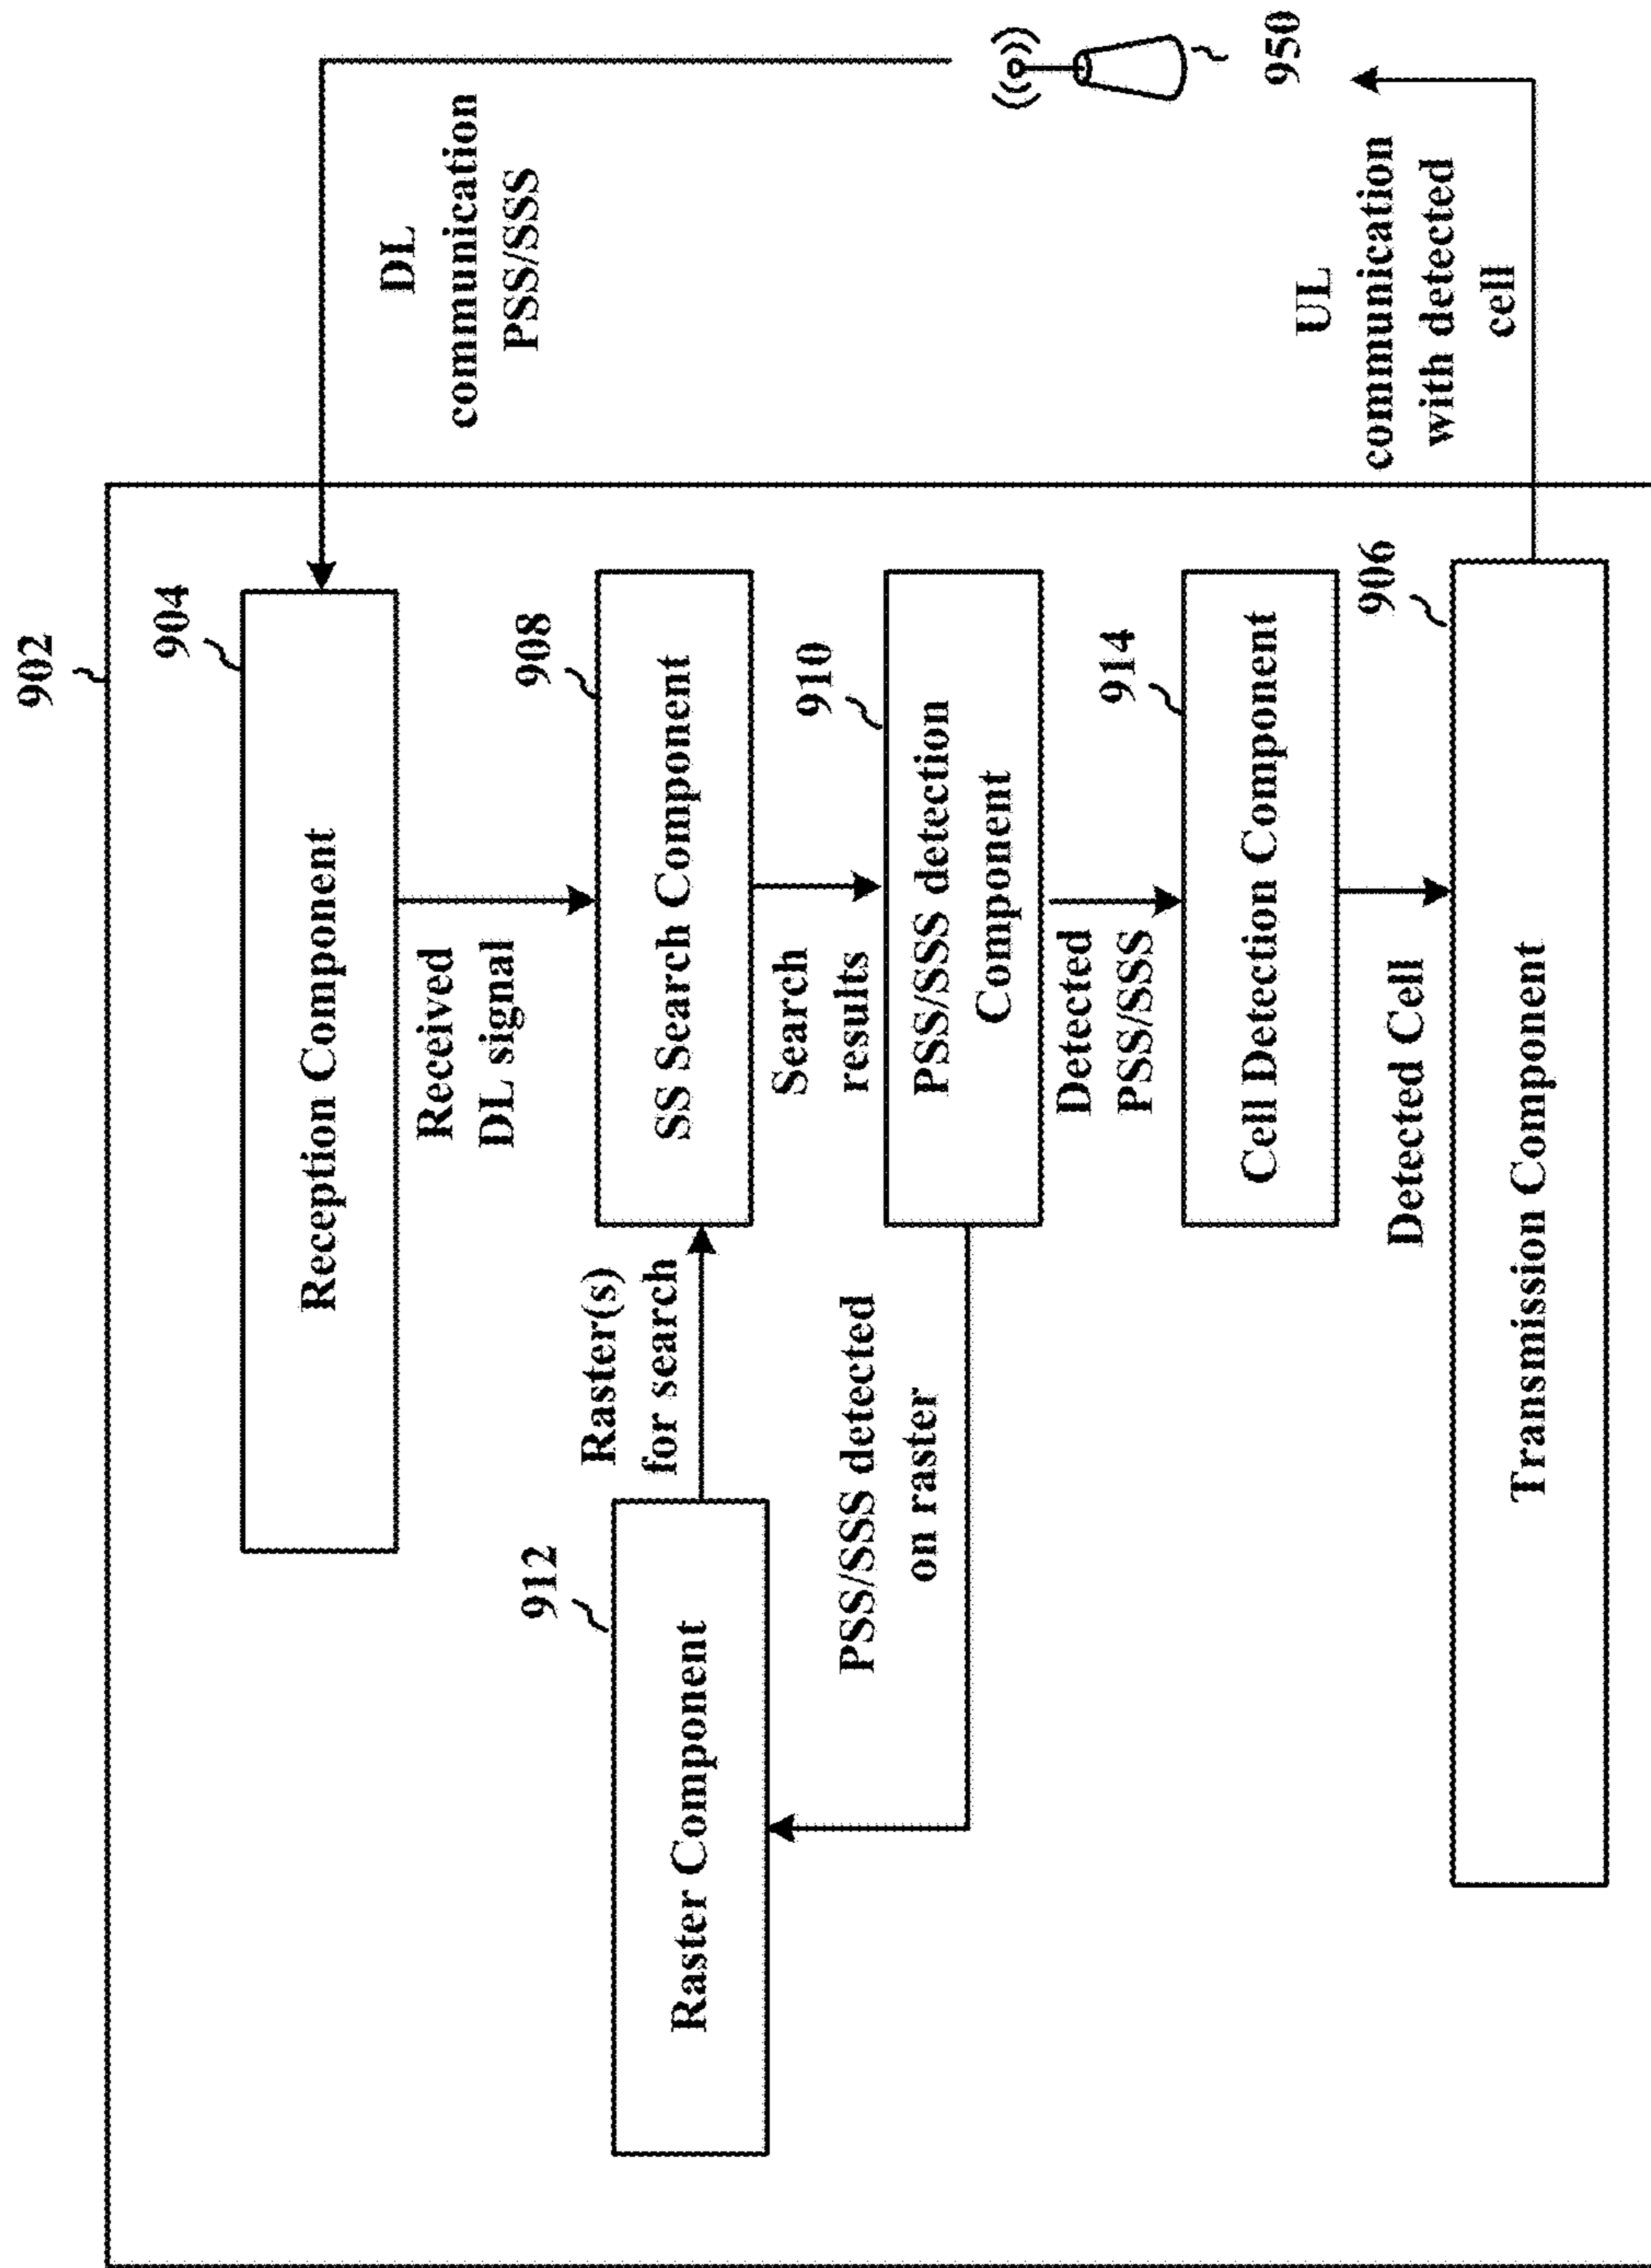 902
904
Reception Component
DL
communication
PSS/SSS
Received
DL signal
912
Raster Component
Raster(s)
for search
908
SS Search Component
Search
results
PSS/SSS detected
on raster
910
PSS/SSS detection
Component
950
Detected
PSS/SSS
914
Cell Detection Component
UL
communication
with detected
cell
Detected Cell
906
Transmission Component